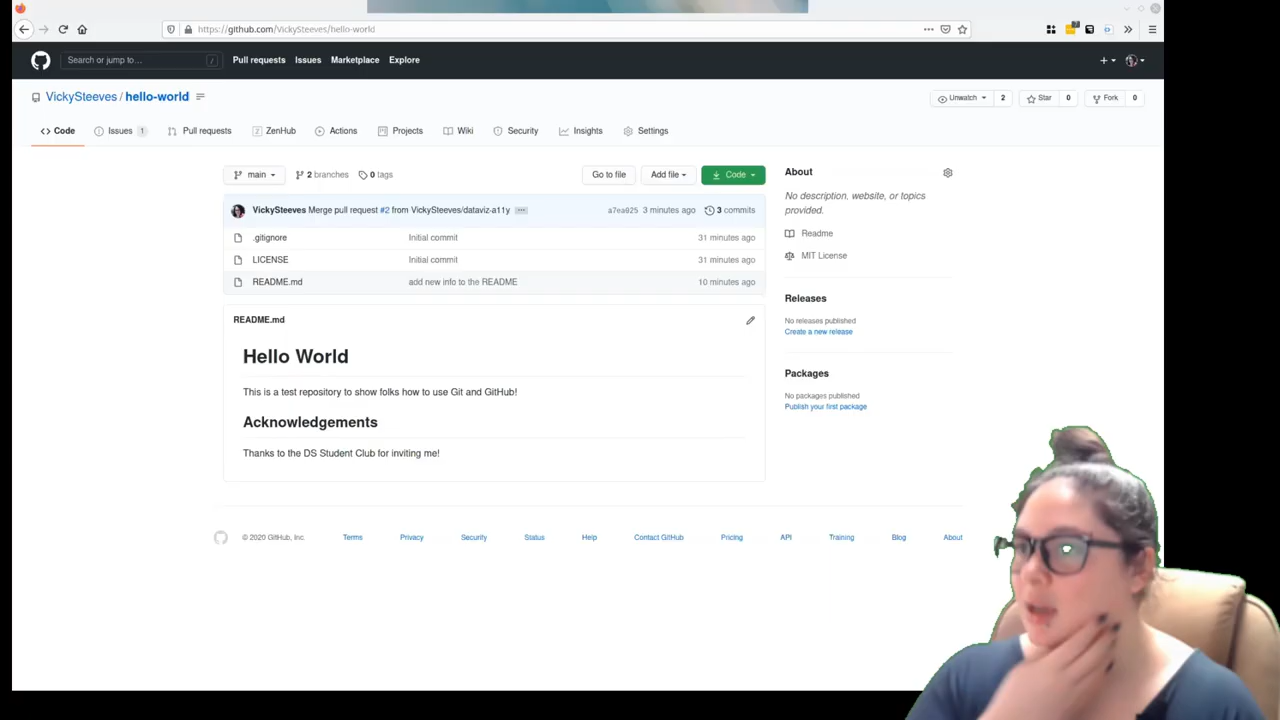 https://github.com/VickySteeves/hello-world
Search or jump to… /
Pull requests Issues Marketplace Explore
VickySteeves / hello-world
Unwatch 2 Star 0 Fork 0
Code Issues 1 Pull requests ZenHub Actions Projects Wiki Security Insights Settings
main 2 branches 0 tags Go to file Add file Code
VickySteeves Merge pull request #2 from VickySteeves/dataviz-a11y a7ea025 3 minutes ago 3 commits
.gitignore Initial commit 31 minutes ago
LICENSE Initial commit 31 minutes ago
README.md add new info to the README 10 minutes ago
README.md
Hello World
This is a test repository to show folks how to use Git and GitHub!
Acknowledgements
Thanks to the DS Student Club for inviting me!
About
No description, website, or topics
provided.
Readme
MIT License
Releases
No releases published
Create a new release
Packages
No packages published
Publish your first package
© 2020 GitHub, Inc. Terms Privacy Security Status Help Contact GitHub Pricing API Training Blog About